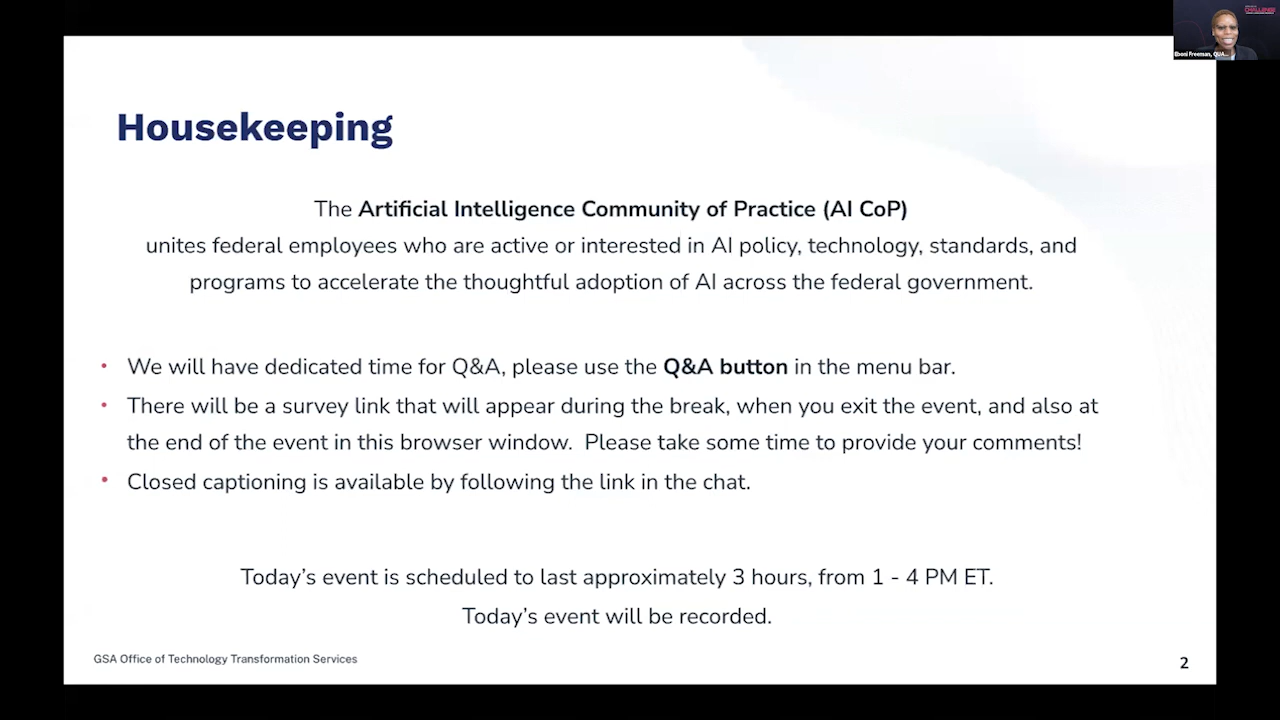 CHALLENGE
Eboni Freeman, QUA...
Housekeeping
The Artificial Intelligence Community of Practice (AI CoP)
unites federal employees who are active or interested in AI policy, technology, standards, and
programs to accelerate the thoughtful adoption of AI across the federal government.
• We will have dedicated time for Q&A, please use the Q&A button in the menu bar.
• There will be a survey link that will appear during the break, when you exit the event, and also at
the end of the event in this browser window.  Please take some time to provide your comments!
• Closed captioning is available by following the link in the chat.
Today's event is scheduled to last approximately 3 hours, from 1 - 4 PM ET.
Today's event will be recorded.
GSA Office of Technology Transformation Services
2